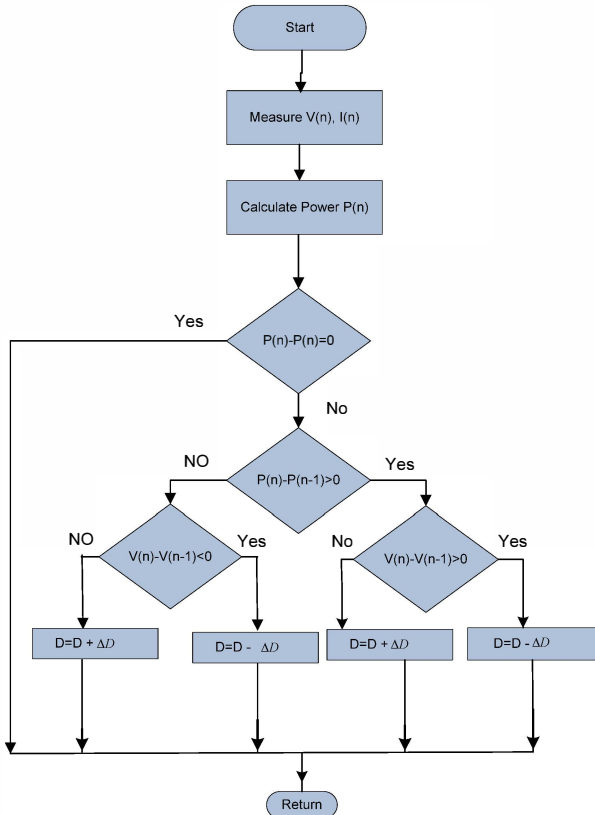 Start
Measure V(n), I(n)
Calculate Power P(n)
Yes
P(n)-P(n)=0
No
NO
P(n)-P(n-1)>0
Yes
NO
V(n)-V(n-1)<0
Yes
No
V(n)-V(n-1)>0
Yes
D=D + ΔD
D=D - ΔD
D=D + ΔD
D=D - ΔD
Return